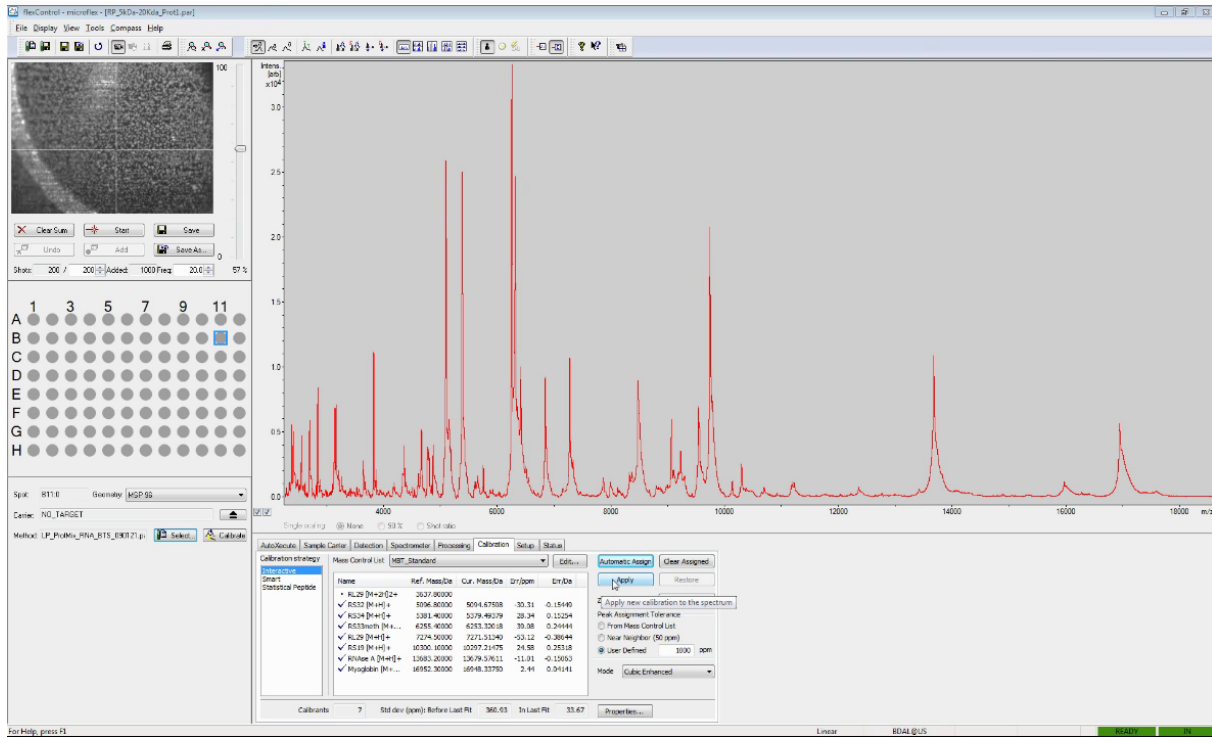 flexControl - microflex - [RP_5kDa-20Kda_Prot1.par]
File Display View Tools Compass Help
100
0
Clear Sum Start Save
Undo Add Save As...
Shots: 200 / 200 Added: 1000 Freq: 20.0 57 %
1 3 5 7 9 11
A
B
C
D
E
F
G
H
Spot: B11:0 Geometry: MSP 96
Carrier: NO_TARGET
Select... Calibrate
Intens.
[arb]
x10^4
3.0
2.5
2.0
1.5
1.0
0.5
0.0
4000 6000 8000 10000 12000 14000 16000 18000 m/z
Single scaling: None 90 % Shot ratio
AutoXecute Sample Carrier Detection Spectrometer Processing Calibration Setup Status
Calibration strategy
Interactive
Smart
Statistical Peptide
Mass Control List: MBT_Standard Edit...
Name Ref. Mass/Da Cur. Mass/Da Err/ppm Err/Da
RL29 [M+2H]2+ 3637.80000
RS32 [M+H]+ 5096.80000 5094.67508 -30.31 -0.15449
RS34 [M+H]+ 5381.40000 5379.49379 28.34 0.15254
RS33meth [M+... 6255.40000 6253.32018 39.08 0.24444
RL29 [M+H]+ 7274.50000 7271.51340 -53.12 -0.38644
RS19 [M+H]+ 10300.10000 10297.21475 24.58 0.25318
RNAse A [M+H]+ 13683.20000 13679.57611 -11.01 -0.15063
Myoglobin [M+... 16952.30000 16948.33750 2.44 0.04141
Automatic Assign Clear Assigned
Apply Restore
Apply new calibration to the spectrum
Peak Assignment Tolerance
From Mass Control List
Near Neighbor (50 ppm)
User Defined 1000 ppm
Mode Cubic Enhanced
Calibrants 7 Std dev (ppm): Before Last Fit 360.93 In Last Fit 33.67 Properties...
For Help, press F1 Linear BDAL@US READY IN